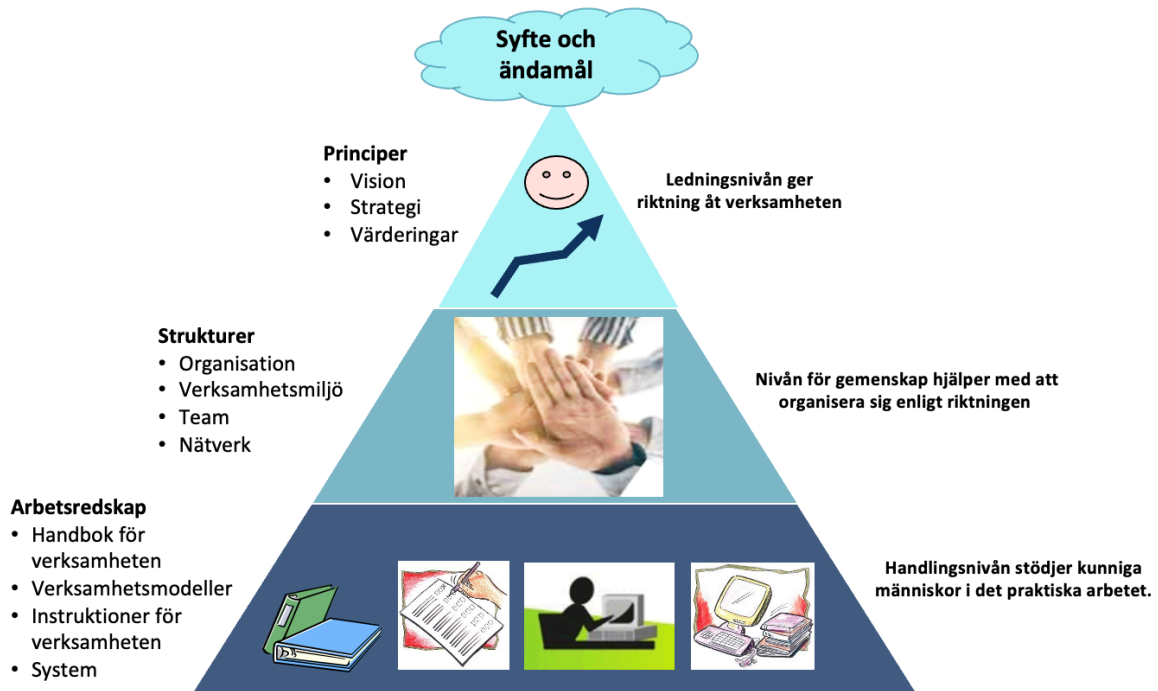 Syfte och
ändamål
Principer
• Vision
• Strategi
• Värderingar
Ledningsnivån ger
riktning åt verksamheten
Strukturer
• Organisation
• Verksamhetsmiljö
• Team
• Nätverk
Nivån för gemenskap hjälper med att
organisera sig enligt riktningen
Arbetsredskap
• Handbok för
verksamheten
• Verksamhetsmodeller
• Instruktioner för
verksamheten
• System
Handlingsnivån stödjer kunniga
människor i det praktiska arbetet.